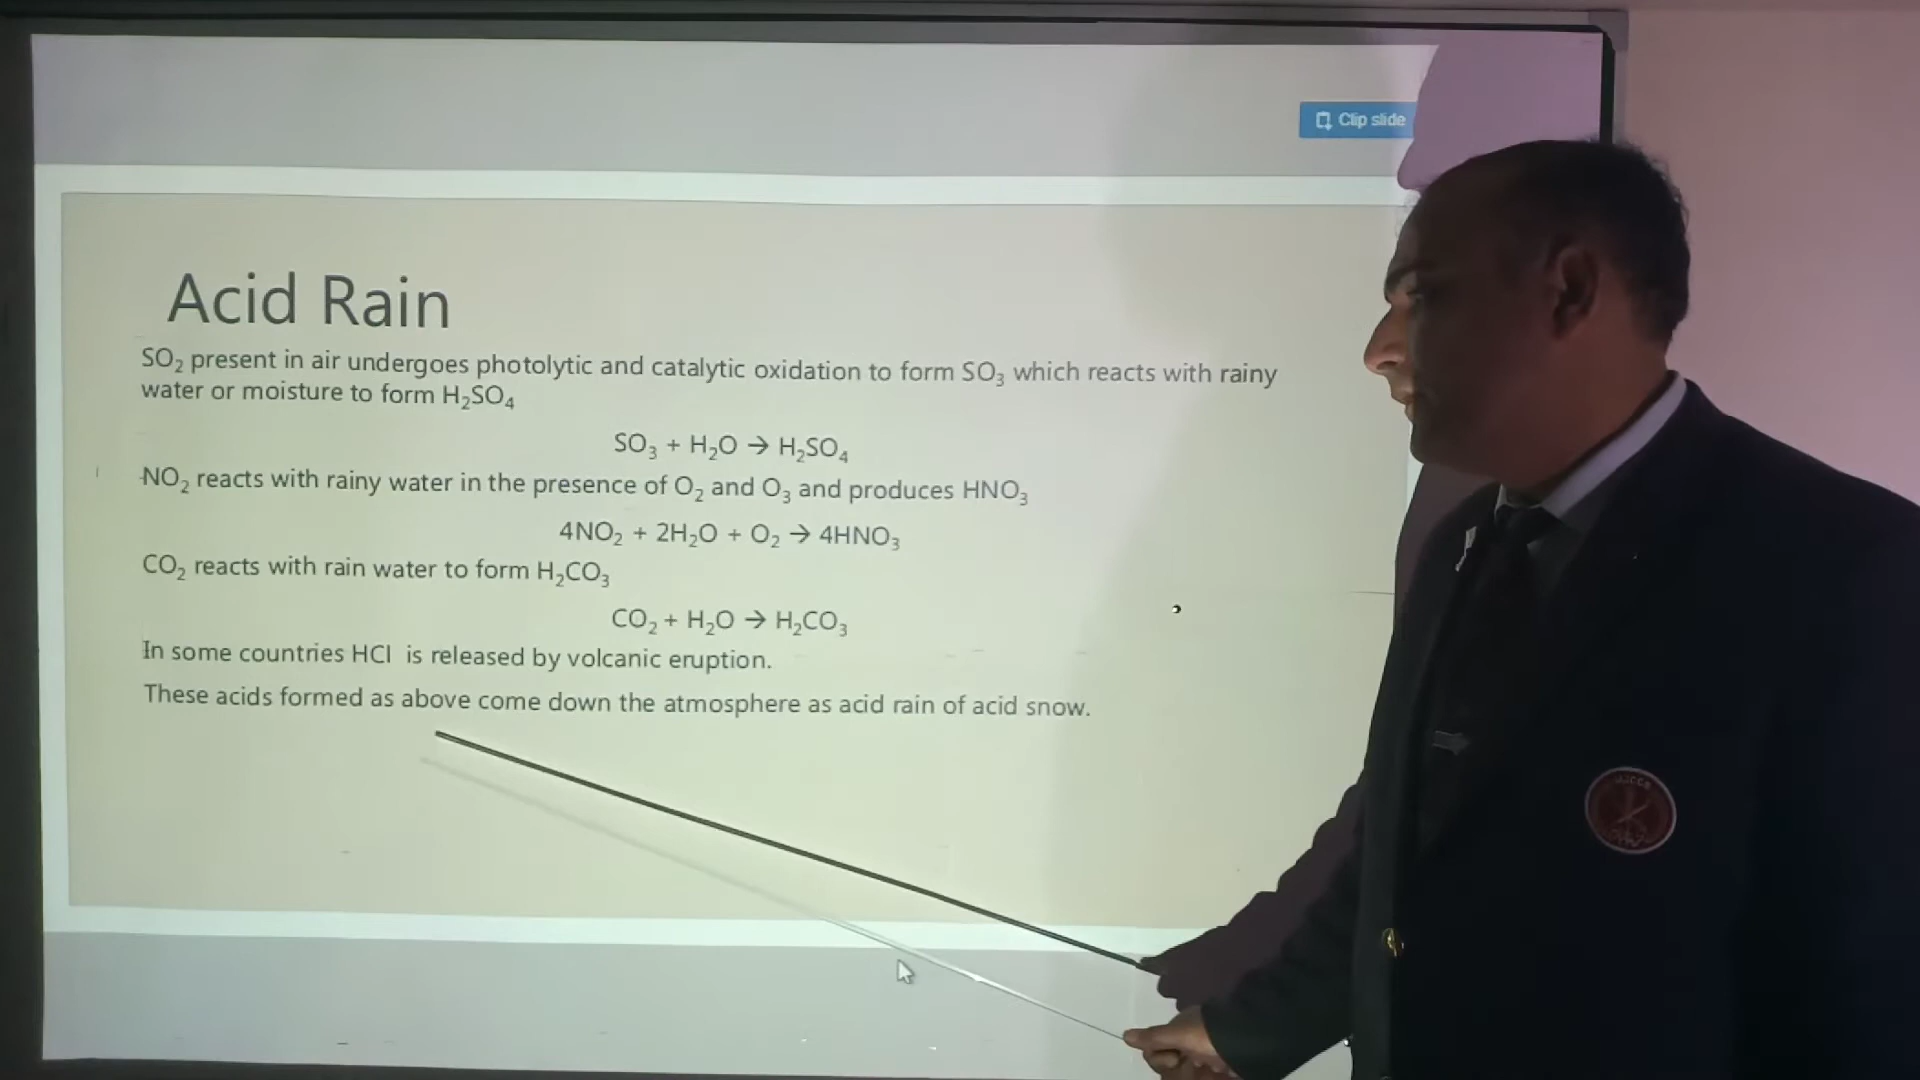 Clip slide
Acid Rain
SO₂ present in air undergoes photolytic and catalytic oxidation to form SO₃ which reacts with rainy
water or moisture to form H₂SO₄
SO₃ + H₂O → H₂SO₄
NO₂ reacts with rainy water in the presence of O₂ and O₃ and produces HNO₃
4NO₂ + 2H₂O + O₂ → 4HNO₃
CO₂ reacts with rain water to form H₂CO₃
CO₂ + H₂O → H₂CO₃
In some countries HCl is released by volcanic eruption.
These acids formed as above come down the atmosphere as acid rain of acid snow.